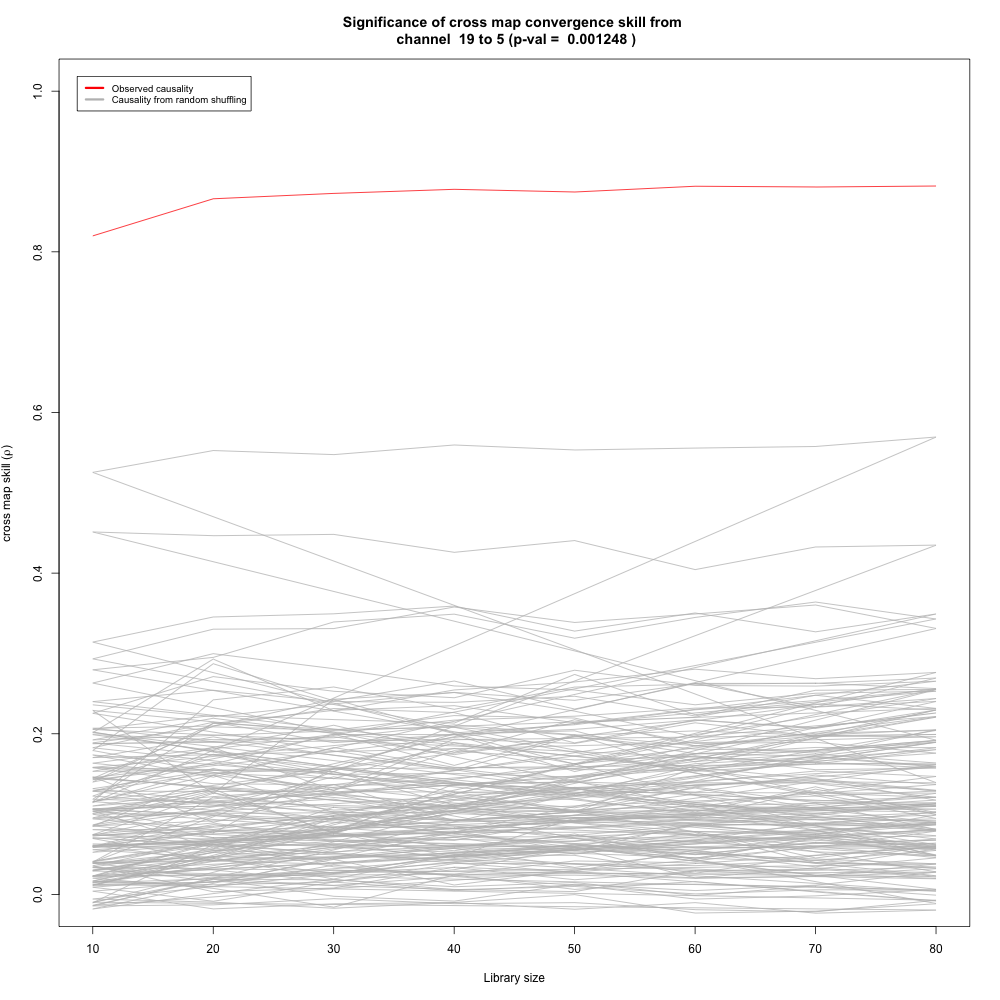 Significance of cross map convergence skill from
channel  19 to 5 (p-val =  0.001248 )
Observed causality
Causality from random shuffling
cross map skill (ρ)
1.0
0.8
0.6
0.4
0.2
0.0
10 20 30 40 50 60 70 80
Library size